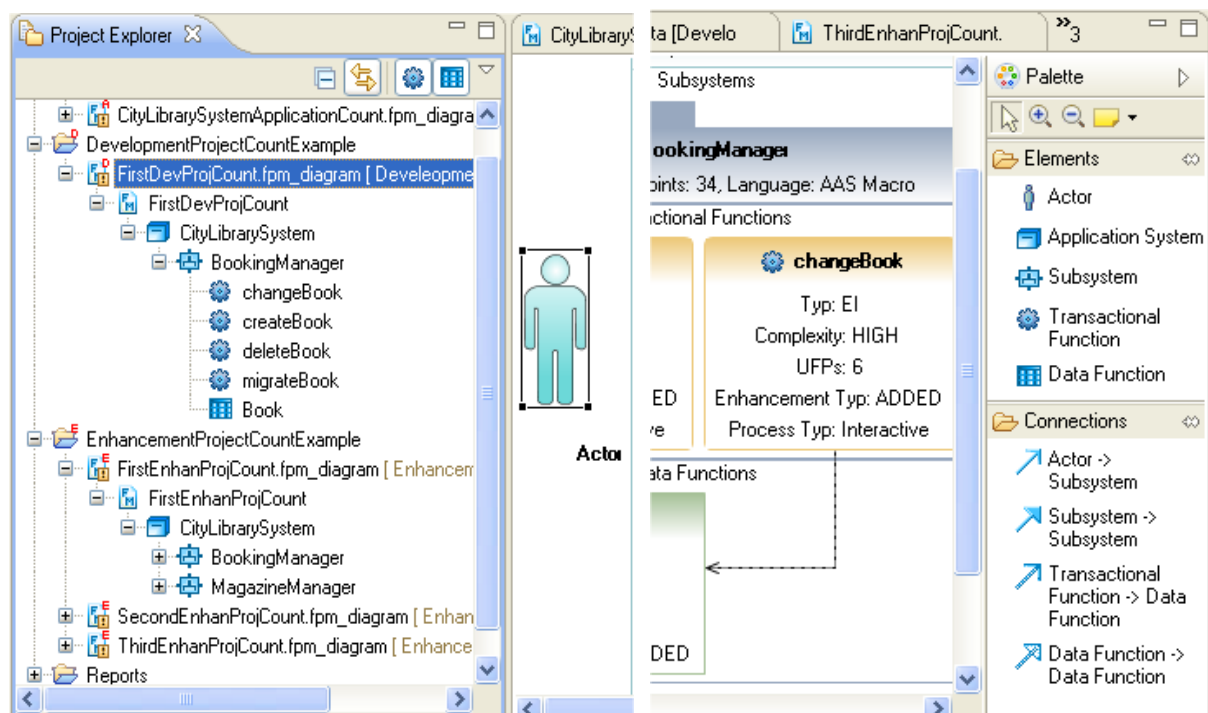 Project Explorer
CityLibrarySystemApplicationCount.fpm_diagra
DevelopmentProjectCountExample
FirstDevProjCount.fpm_diagram [ Develeopme
FirstDevProjCount
CityLibrarySystem
BookingManager
changeBook
createBook
deleteBook
migrateBook
Book
EnhancementProjectCountExample
FirstEnhanProjCount.fpm_diagram [ Enhancem
FirstEnhanProjCount
CityLibrarySystem
BookingManager
MagazineManager
SecondEnhanProjCount.fpm_diagram [ Enhan
ThirdEnhanProjCount.fpm_diagram [ Enhance
Reports
CityLibraryS
Actor
ta [Develo
ThirdEnhanProjCount.
»3
Subsystems
ookingManager
oints: 34, Language: AAS Macro
ctional Functions
changeBook
Typ: EI
Complexity: HIGH
UFPs: 6
ED
Enhancement Typ: ADDED
ve
Process Typ: Interactive
ata Functions
DED
Palette
Elements
Actor
Application System
Subsystem
Transactional
Function
Data Function
Connections
Actor ->
Subsystem
Subsystem ->
Subsystem
Transactional
Function -> Data
Function
Data Function ->
Data Function